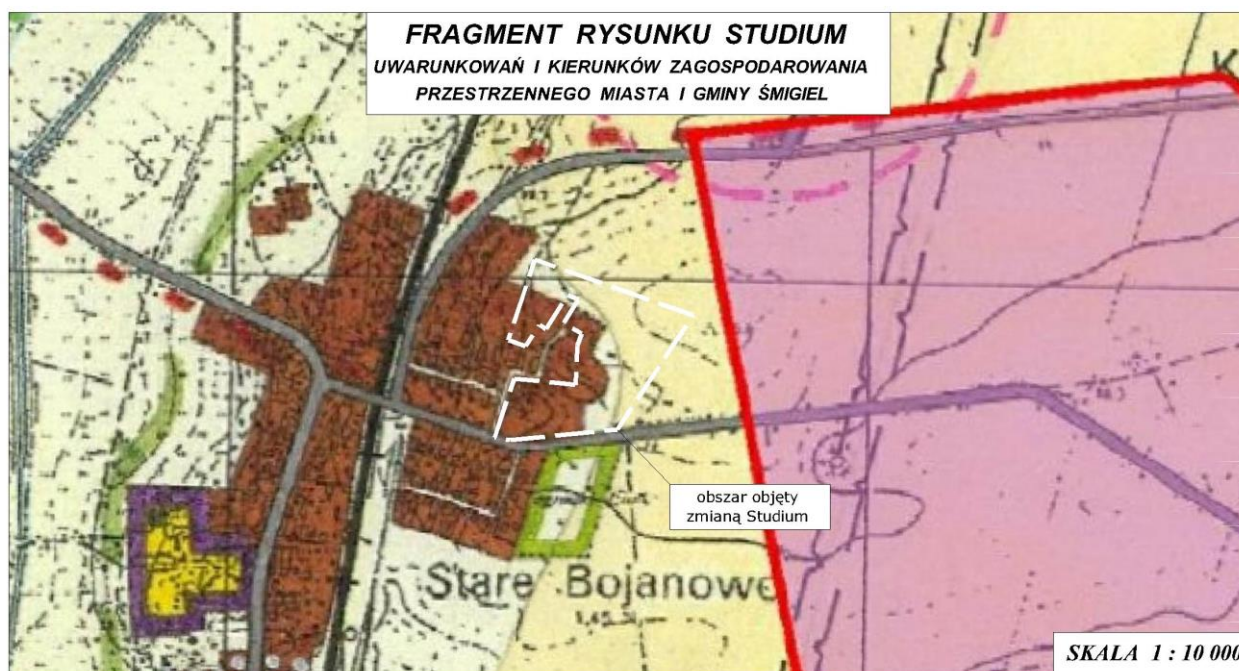 FRAGMENT RYSUNKU STUDIUM
UWARUNKOWAŃ I KIERUNKÓW ZAGOSPODAROWANIA
PRZESTRZENNEGO MIASTA I GMINY ŚMIGIEL
K
obszar objęty
zmianą Studium
Stare Bojanowo
SKALA 1 : 10 000